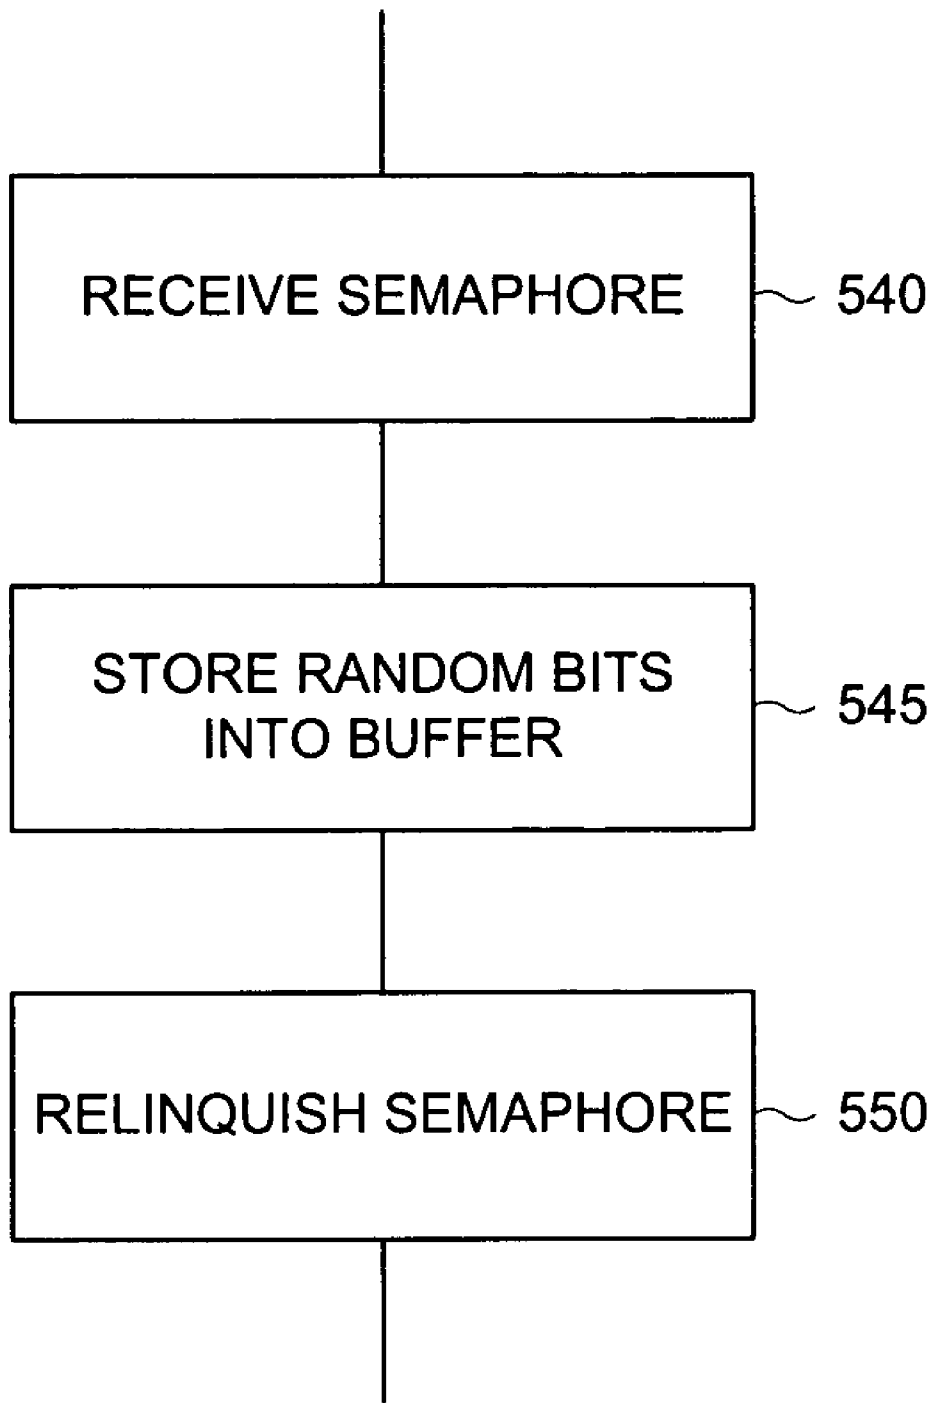 RECEIVE SEMAPHORE
540
STORE RANDOM BITS
INTO BUFFER
545
RELINQUISH SEMAPHORE
550